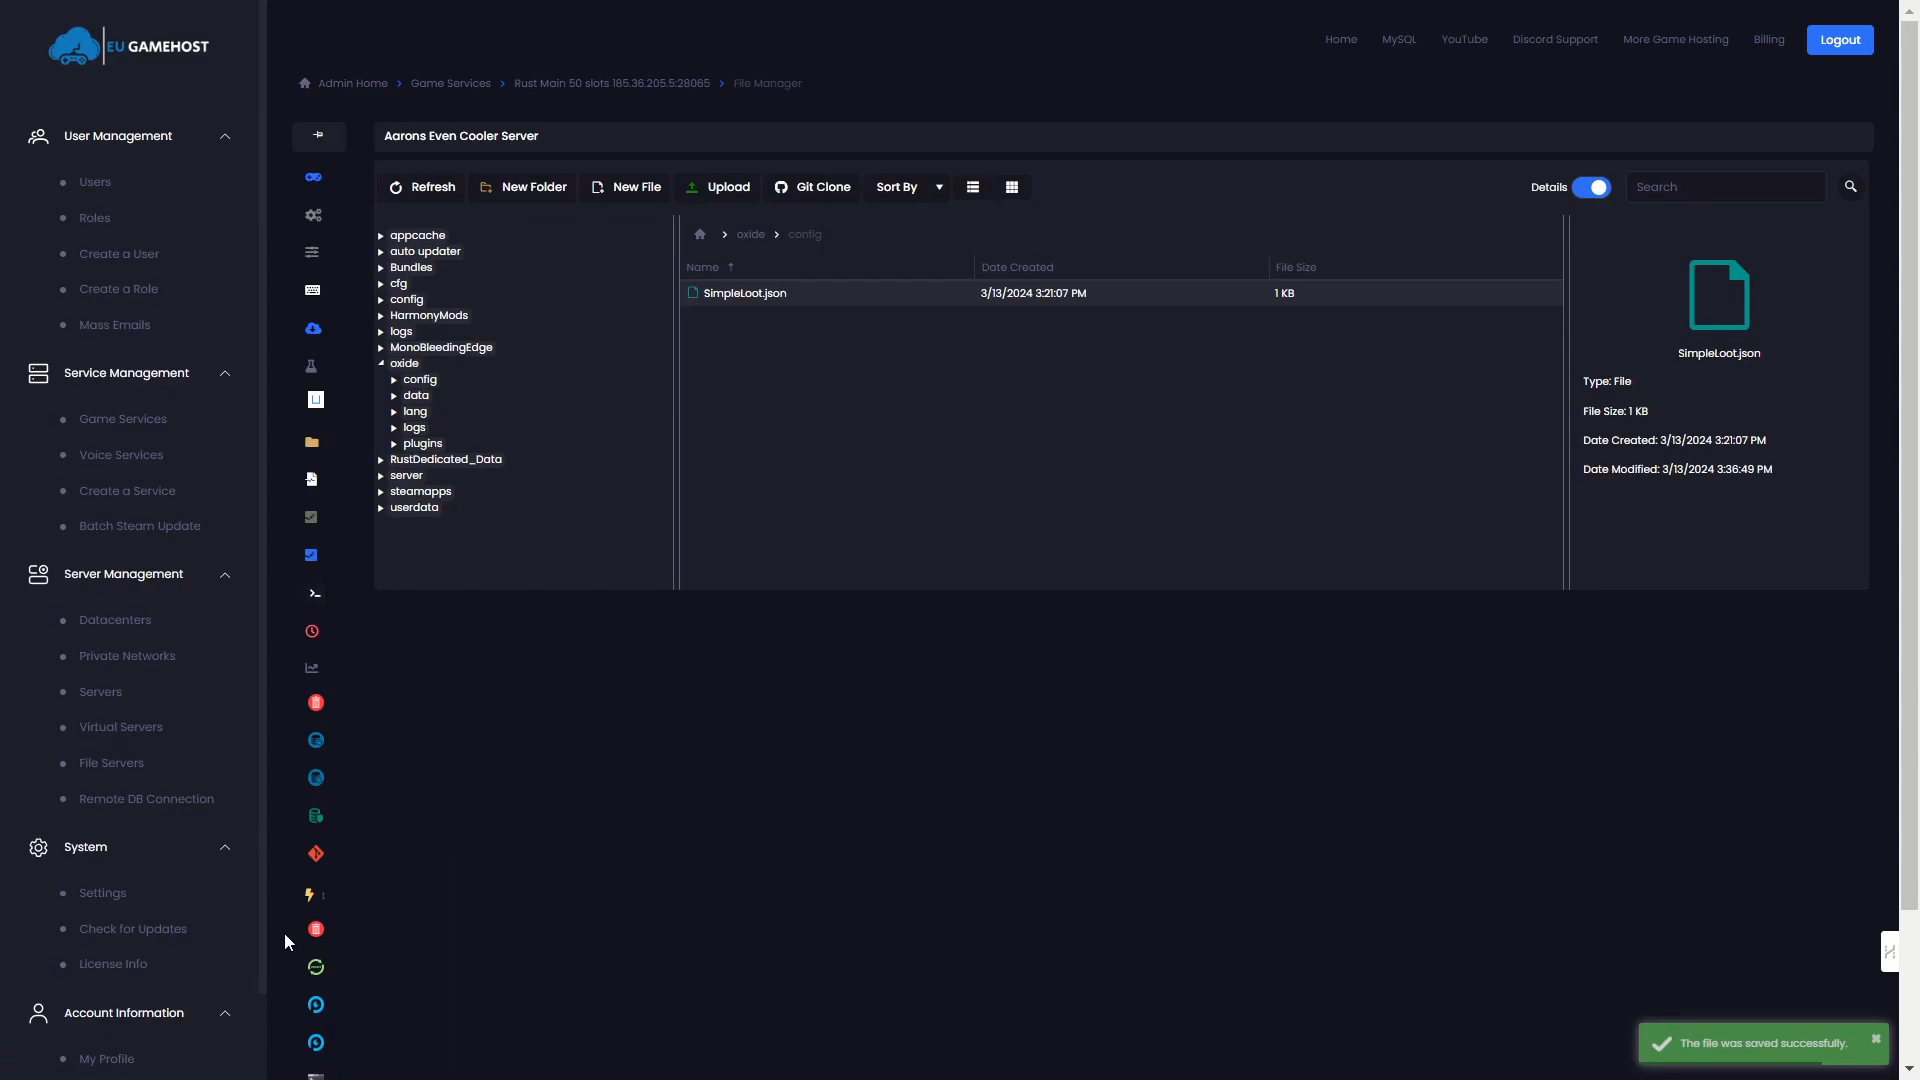 EU GAMEHOST
Home
MySQL
YouTube
Discord Support
More Game Hosting
Billing
Logout
Admin Home
Game Services
Rust Main 50 slots 185.36.205.5:28065
File Manager
User Management
Users
Roles
Create a User
Create a Role
Mass Emails
Service Management
Game Services
Voice Services
Create a Service
Batch Steam Update
Server Management
Datacenters
Private Networks
Servers
Virtual Servers
File Servers
Remote DB Connection
System
Settings
Check for Updates
License Info
Account Information
My Profile
Aarons Even Cooler Server
Refresh
New Folder
New File
Upload
Git Clone
Sort By
Details
Search
appcache
auto updater
Bundles
cfg
config
HarmonyMods
logs
MonoBleedingEdge
oxide
config
data
lang
logs
plugins
RustDedicated_Data
server
steamapps
userdata
oxide
config
Name
Date Created
File Size
SimpleLoot.json
3/13/2024 3:21:07 PM
1 KB
SimpleLoot.json
Type: File
File Size: 1 KB
Date Created: 3/13/2024 3:21:07 PM
Date Modified: 3/13/2024 3:36:49 PM
The file was saved successfully.